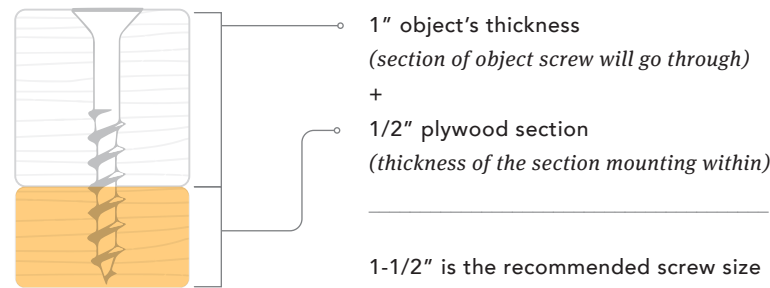 1” object’s thickness
(section of object screw will go through)
+
1/2” plywood section
(thickness of the section mounting within)
1-1/2” is the recommended screw size